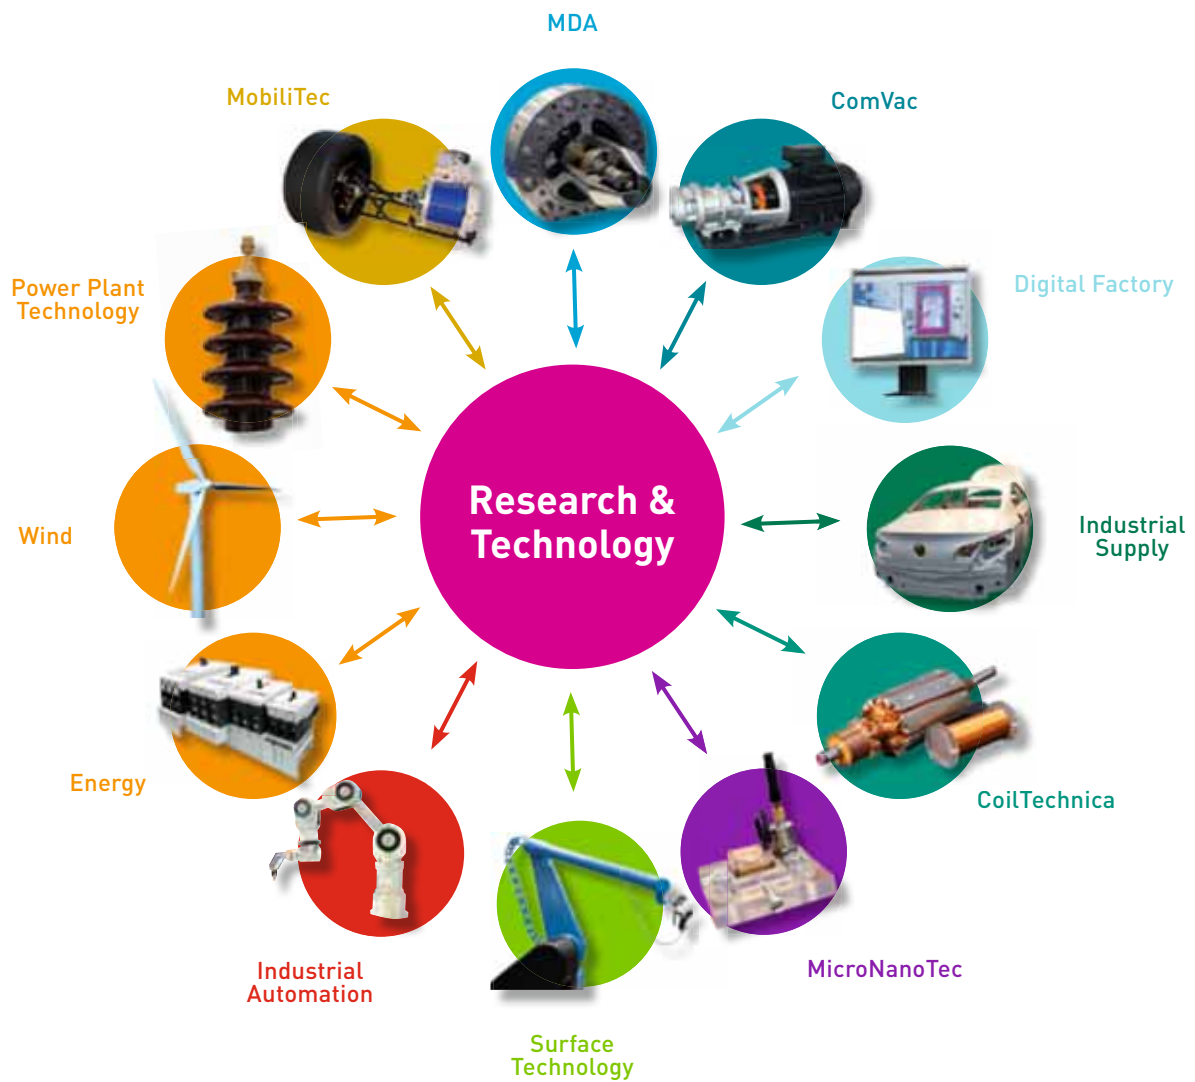 MDA
MobiliTec
ComVac
Power Plant
Technology
Digital Factory
Research &
Technology
Wind
Industrial
Supply
Energy
CoilTechnica
Industrial
Automation
MicroNanoTec
Surface
Technology